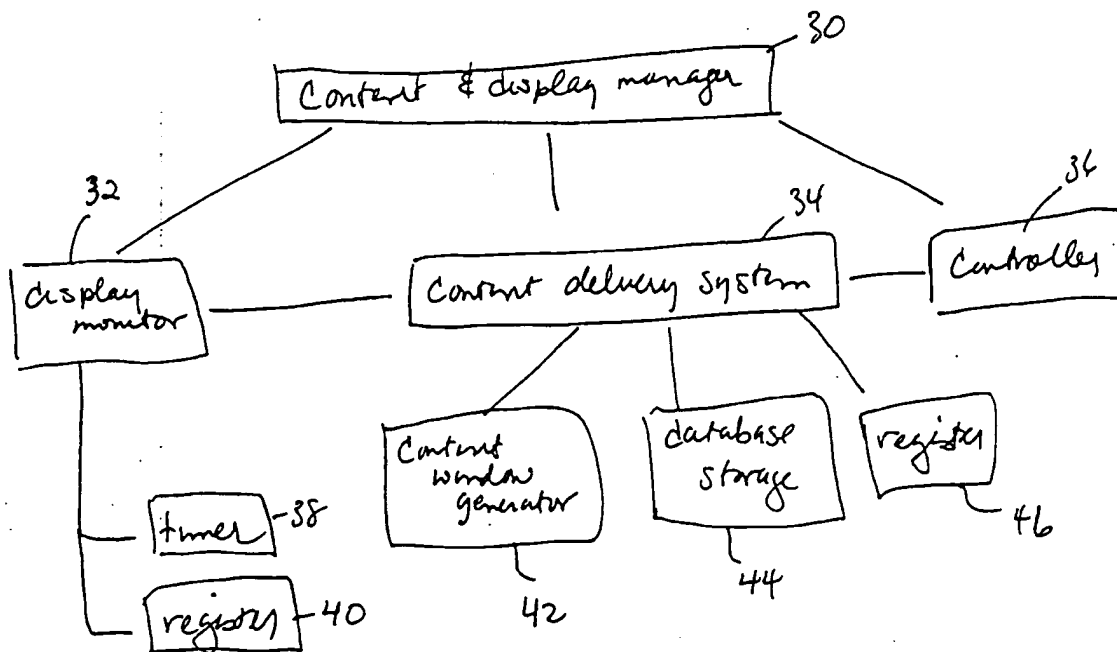 30
Content & display manager
32
34
36
display
monitor
Content delivery system
Controller
Content
window
generator
database
storage
register
timer
38
46
44
42
register
40